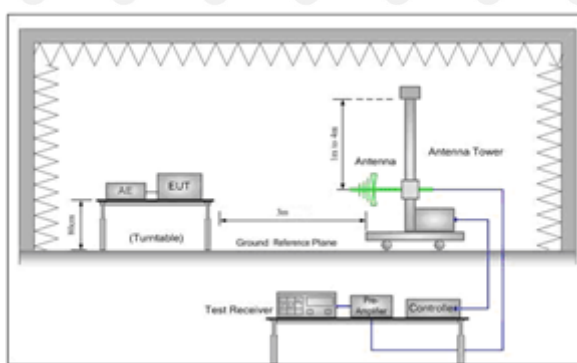 1m to 4m
Antenna
Antenna Tower
AE
EUT
80cm
(Turntable)
3m
Ground Reference Plane
Test Receiver
Pre-
Amplifier
Controller